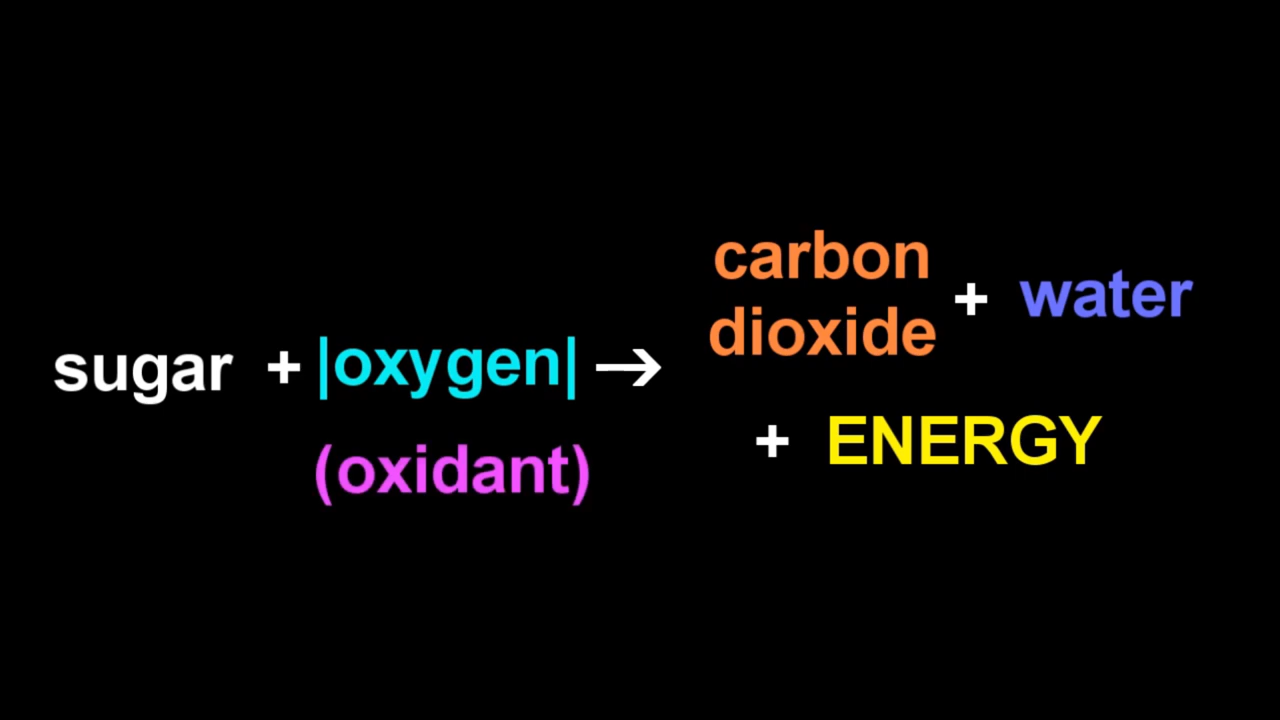 sugar + |oxygen| → carbon dioxide + water
(oxidant)
+ ENERGY